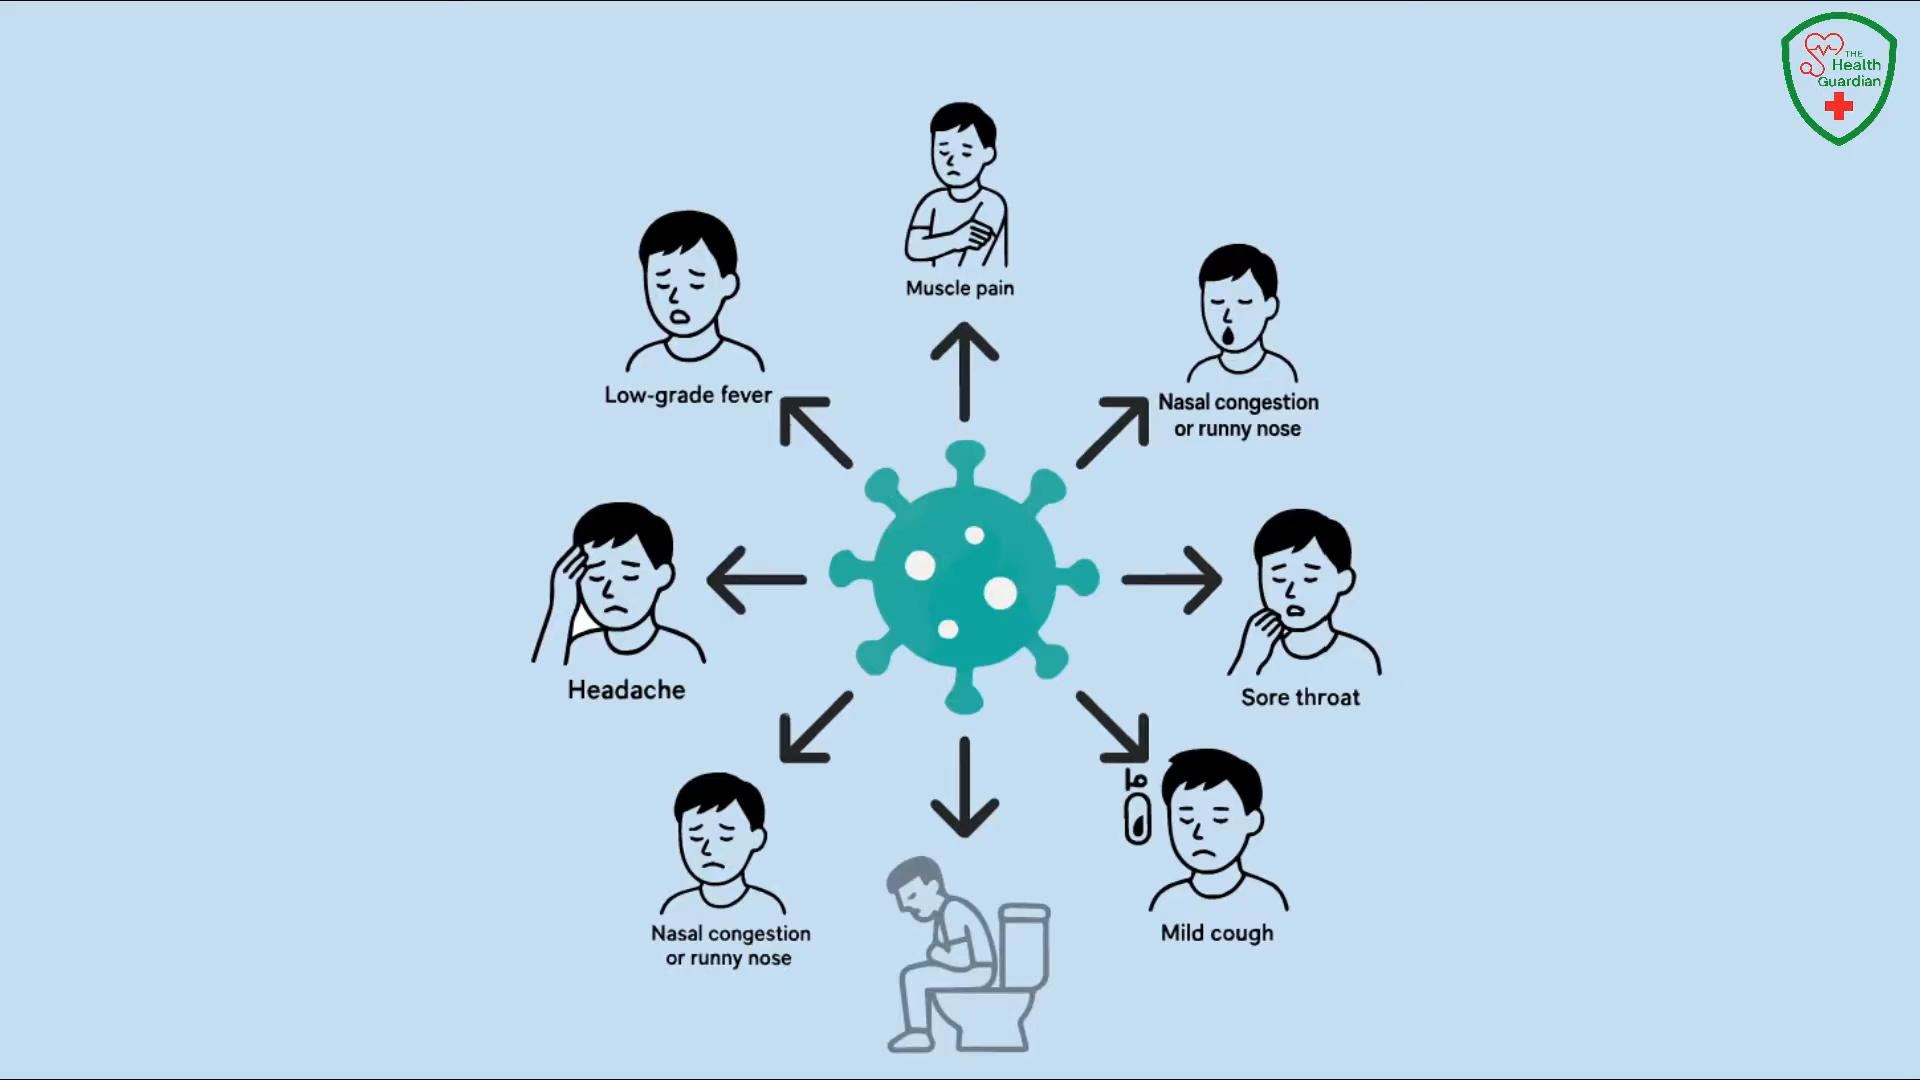 THE
Health
Guardian
Muscle pain
Low-grade fever
Nasal congestion
or runny nose
Headache
Sore throat
Nasal congestion
or runny nose
Mild cough